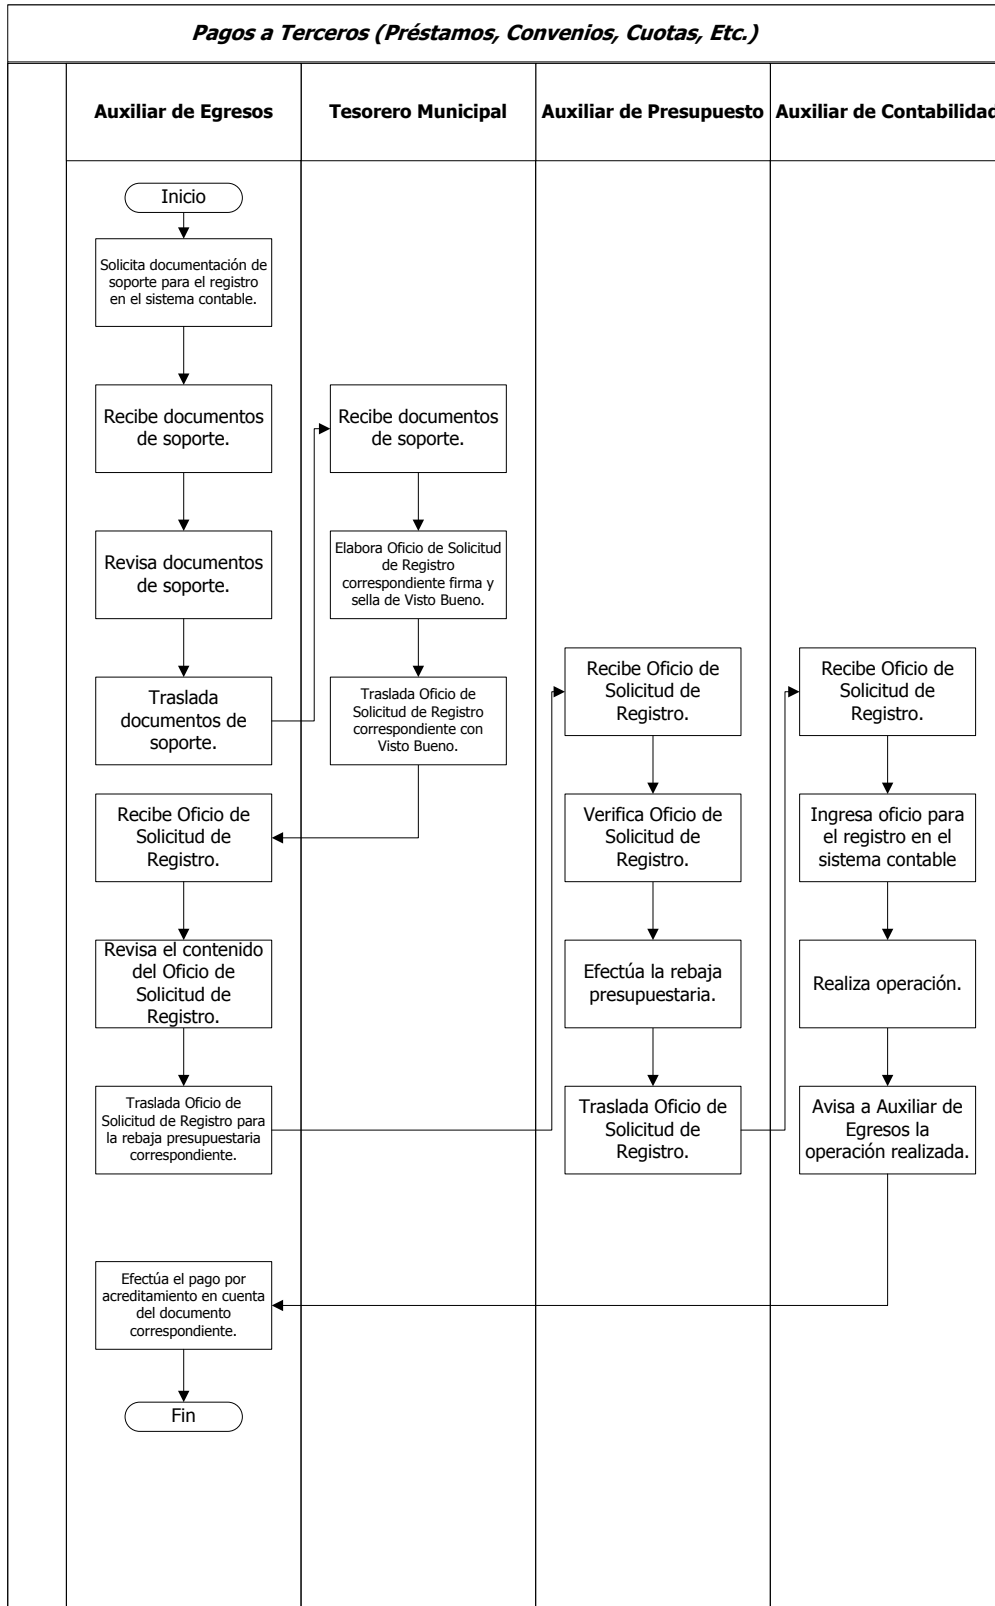 Pagos a Terceros (Préstamos, Convenios, Cuotas, Etc.)
Auxiliar de Egresos
Tesorero Municipal
Auxiliar de Presupuesto
Auxiliar de Contabilidad
Inicio
Solicita documentación de
soporte para el registro
en el sistema contable.
Recibe documentos
de soporte.
Revisa documentos
de soporte.
Traslada
documentos de
soporte.
Recibe documentos
de soporte.
Elabora Oficio de Solicitud
de Registro
correspondiente firma y
sella de Visto Bueno.
Traslada Oficio de
Solicitud de Registro
correspondiente con
Visto Bueno.
Recibe Oficio de
Solicitud de
Registro.
Revisa el contenido
del Oficio de
Solicitud de
Registro.
Traslada Oficio de
Solicitud de Registro para
la rebaja presupuestaria
correspondiente.
Recibe Oficio de
Solicitud de
Registro.
Verifica Oficio de
Solicitud de
Registro.
Efectúa la rebaja
presupuestaria.
Traslada Oficio de
Solicitud de
Registro.
Recibe Oficio de
Solicitud de
Registro.
Ingresa oficio para
el registro en el
sistema contable
Realiza operación.
Avisa a Auxiliar de
Egresos la
operación realizada.
Efectúa el pago por
acreditamiento en cuenta
del documento
correspondiente.
Fin